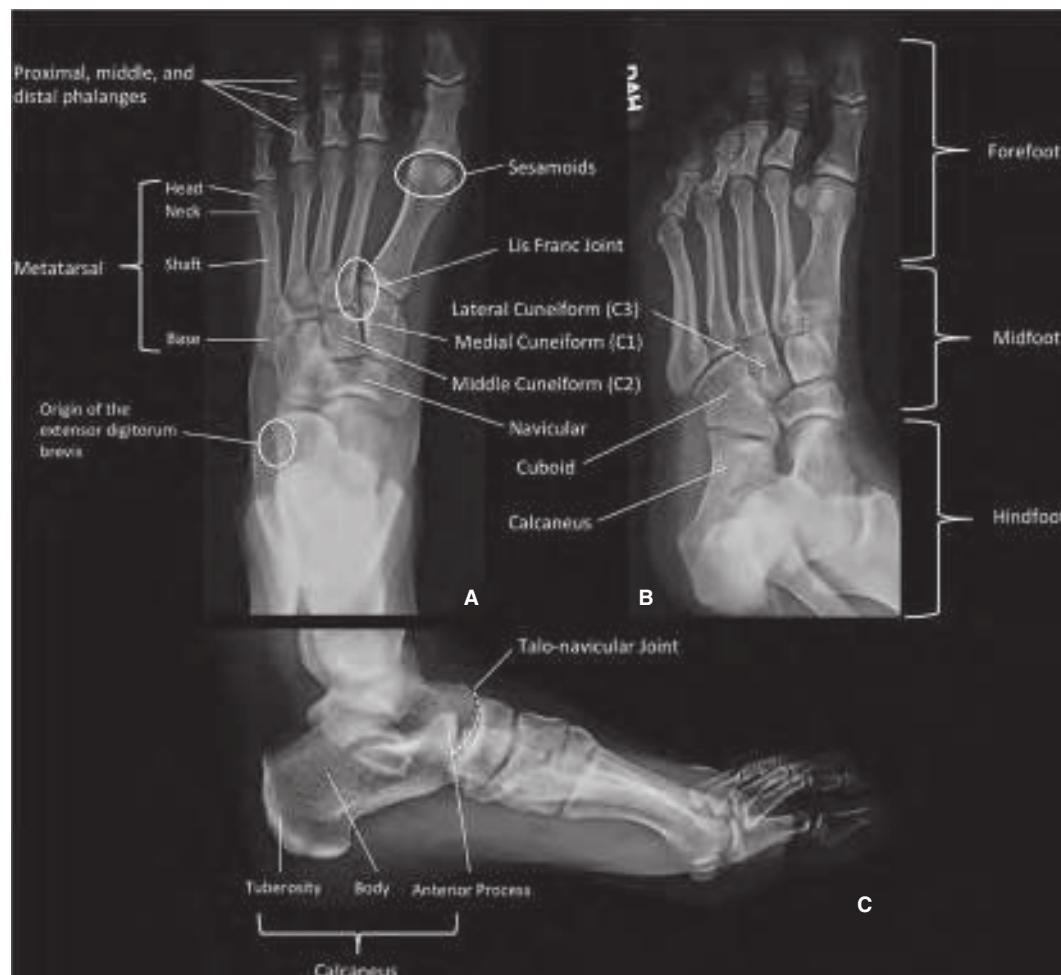 Proximal, middle, and
distal phalanges
Head
Neck
Metatarsal
Shaft
Base
Origin of the
extensor digitorum
brevis
Sesamoids
Lis Franc Joint
Lateral Cuneiform (C3)
Medial Cuneiform (C1)
Middle Cuneiform (C2)
Navicular
Cuboid
Calcaneus
A
B
Forefoot
Midfoot
Hindfoot
Talo-navicular Joint
Tuberosity
Body
Anterior Process
C
Calcaneus